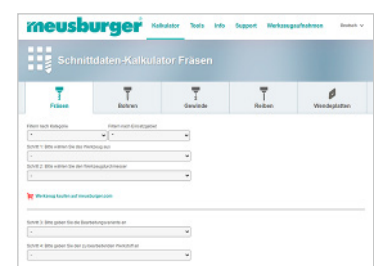 meusburger
Kalkulator Tools Info Support Werkzeugaufnahmen Deutsch
Schnittdaten-Kalkulator Fräsen
Fräsen Bohren Gewinde Reiben Wendeplatten
Filtern nach Kategorie Filtern nach Einsatzgebiet
Schritt 1: Bitte wählen Sie das Werkzeug aus
Schritt 2: Bitte wählen Sie den Werkzeugdurchmesser
Werkzeug kaufen auf meusburger.com
Schritt 3: Bitte geben Sie die Bearbeitungsvariante an
Schritt 4: Bitte geben Sie den zu bearbeitenden Werkstoff an